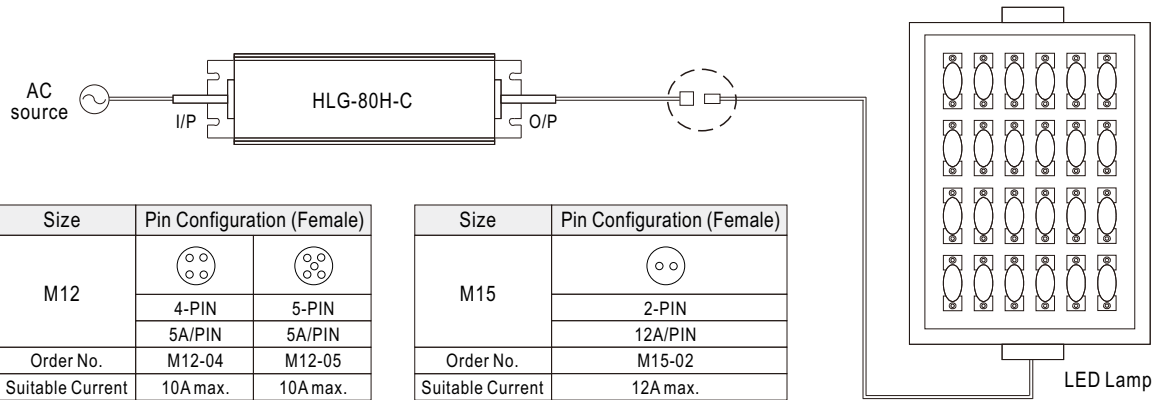 AC
source
I/P
HLG-80H-C
O/P
Size Pin Configuration (Female)
M12
4-PIN 5-PIN
5A/PIN 5A/PIN
Order No. M12-04 M12-05
Suitable Current 10A max. 10A max.
Size Pin Configuration (Female)
M15
2-PIN
12A/PIN
Order No. M15-02
Suitable Current 12A max.
LED Lamp